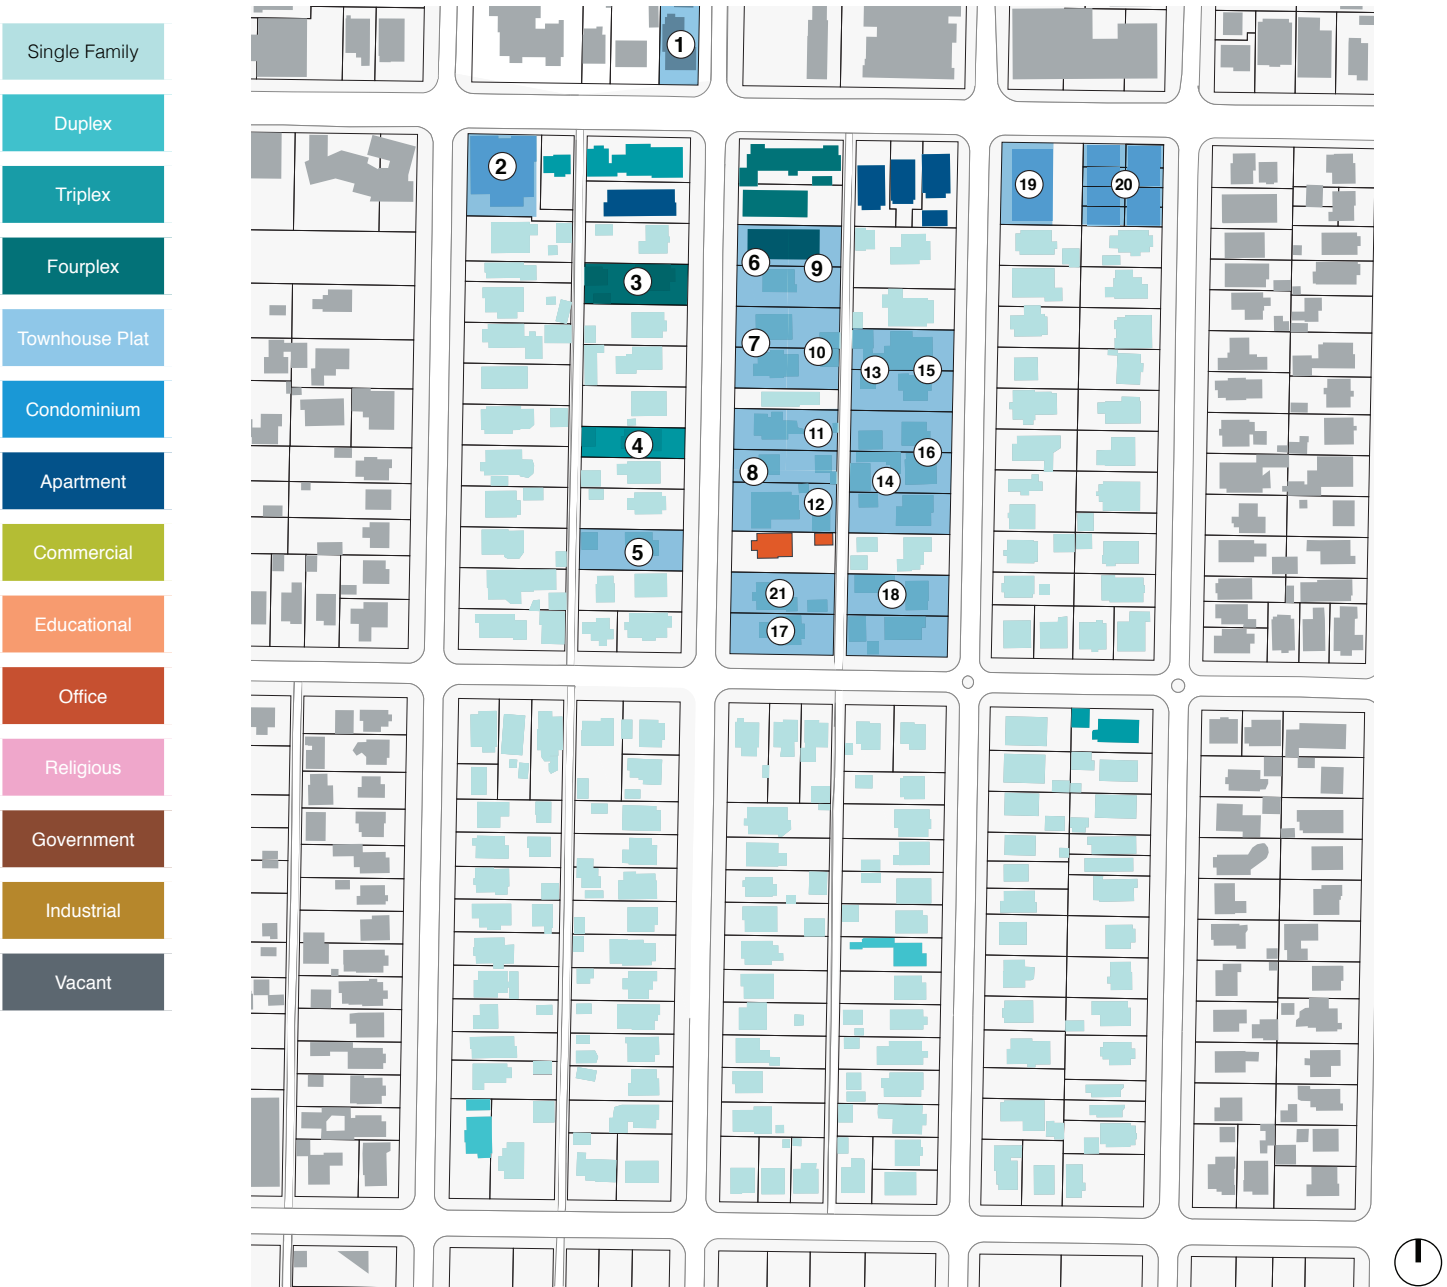 Single Family
Duplex
Triplex
Fourplex
Townhouse Plat
Condominium
Apartment
Commercial
Educational
Office
Religious
Government
Industrial
Vacant
1
2
19
20
6
9
3
7
10
13
15
11
4
16
8
14
12
5
21
18
17